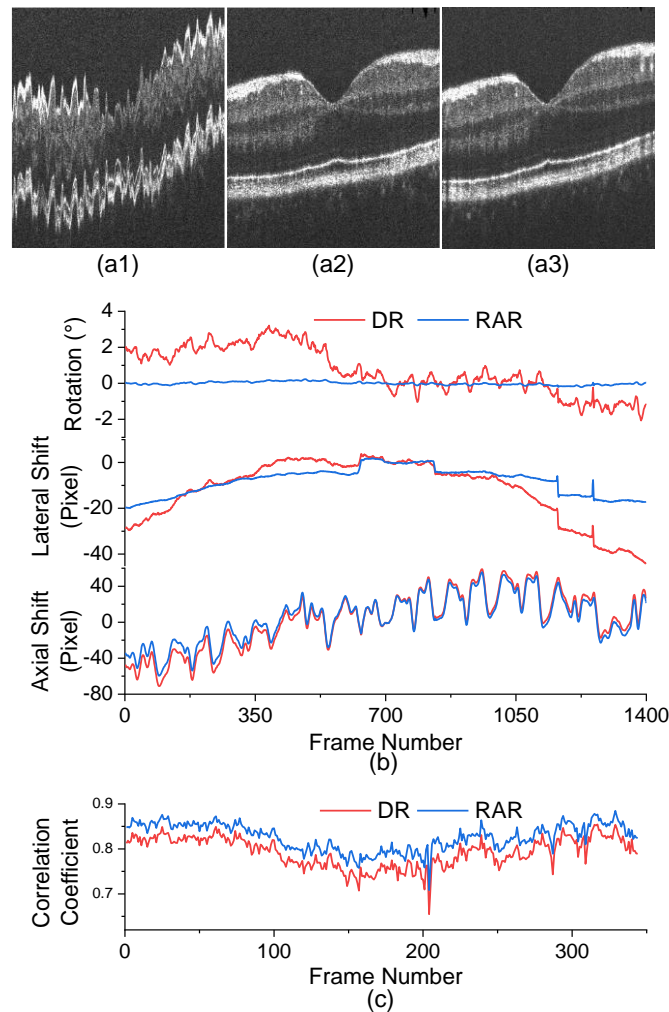 (a1) (a2) (a3)
DR RAR
Rotation (°)
4
2
0
-2
Lateral Shift
(Pixel)
0
-20
-40
Axial Shift
(Pixel)
40
0
-40
-80
0 350 700 1050 1400
Frame Number
(b)
DR RAR
Correlation
Coefficient
0.9
0.8
0.7
0 100 200 300
Frame Number
(c)